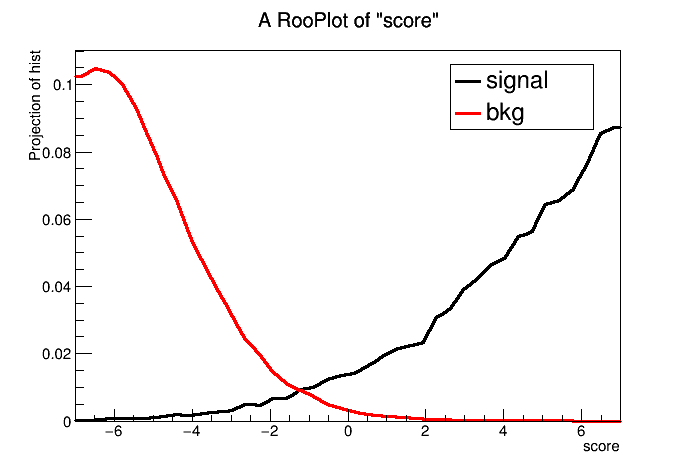 A RooPlot of "score"
Projection of hist
signal
bkg
0.1
0.08
0.06
0.04
0.02
0
−6
−4
−2
0
2
4
6
score